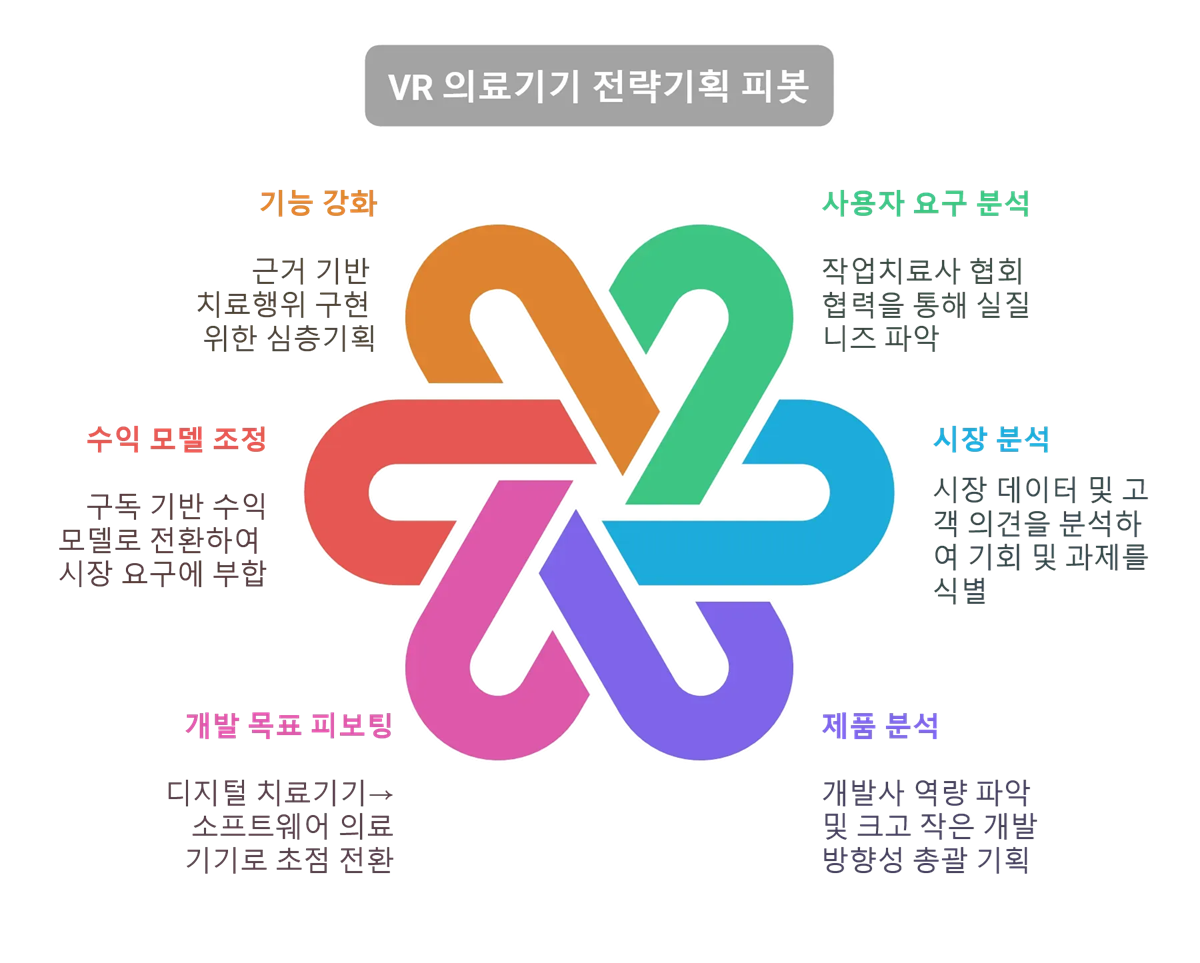 VR 의료기기 전략기획 피봇
기능 강화
근거 기반
치료행위 구현
위한 심층기획
사용자 요구 분석
작업치료사 협회
협력을 통해 실질
니즈 파악
수익 모델 조정
구독 기반 수익
모델로 전환하여
시장 요구에 부합
시장 분석
시장 데이터 및 고
객 의견을 분석하
여 기회 및 과제를
식별
개발 목표 피보팅
디지털 치료기기→
소프트웨어 의료
기기로 초점 전환
제품 분석
개발사 역량 파악
및 크고 작은 개발
방향성 총괄 기획